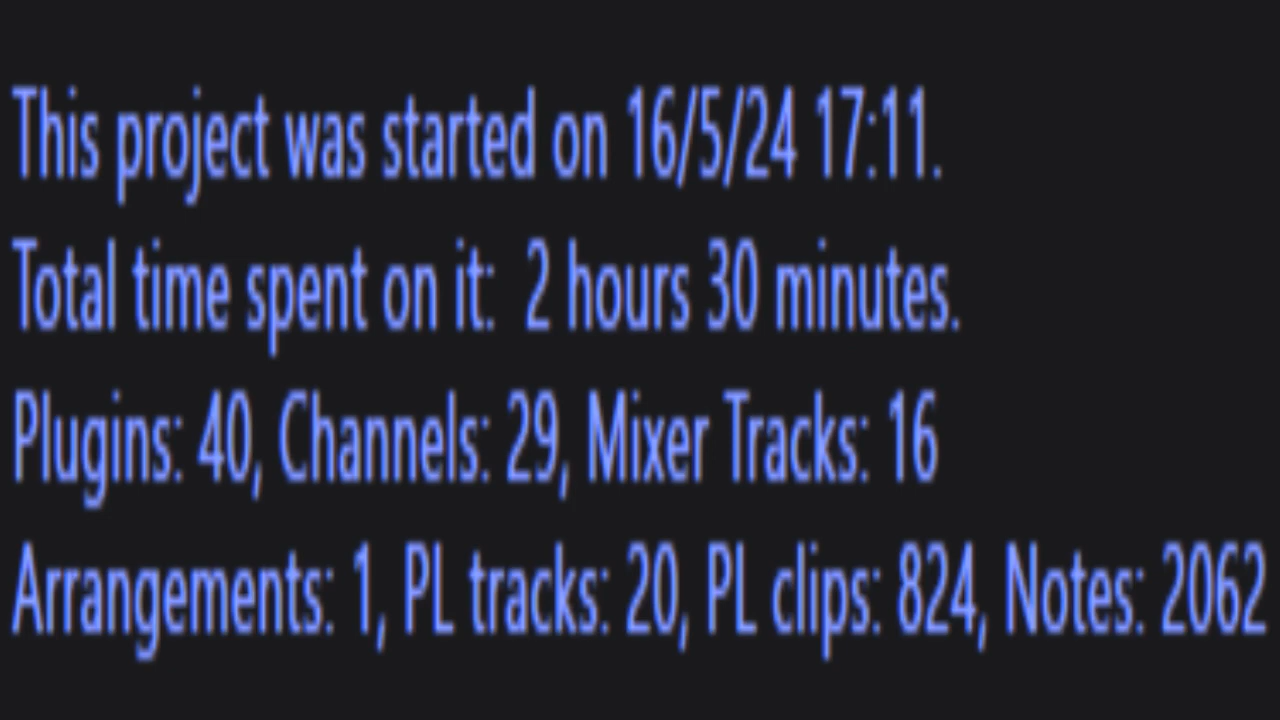 This project was started on 16/5/24 17:11.
Total time spent on it:  2 hours 30 minutes.
Plugins: 40, Channels: 29, Mixer Tracks: 16
Arrangements: 1, PL tracks: 20, PL clips: 824, Notes: 2062